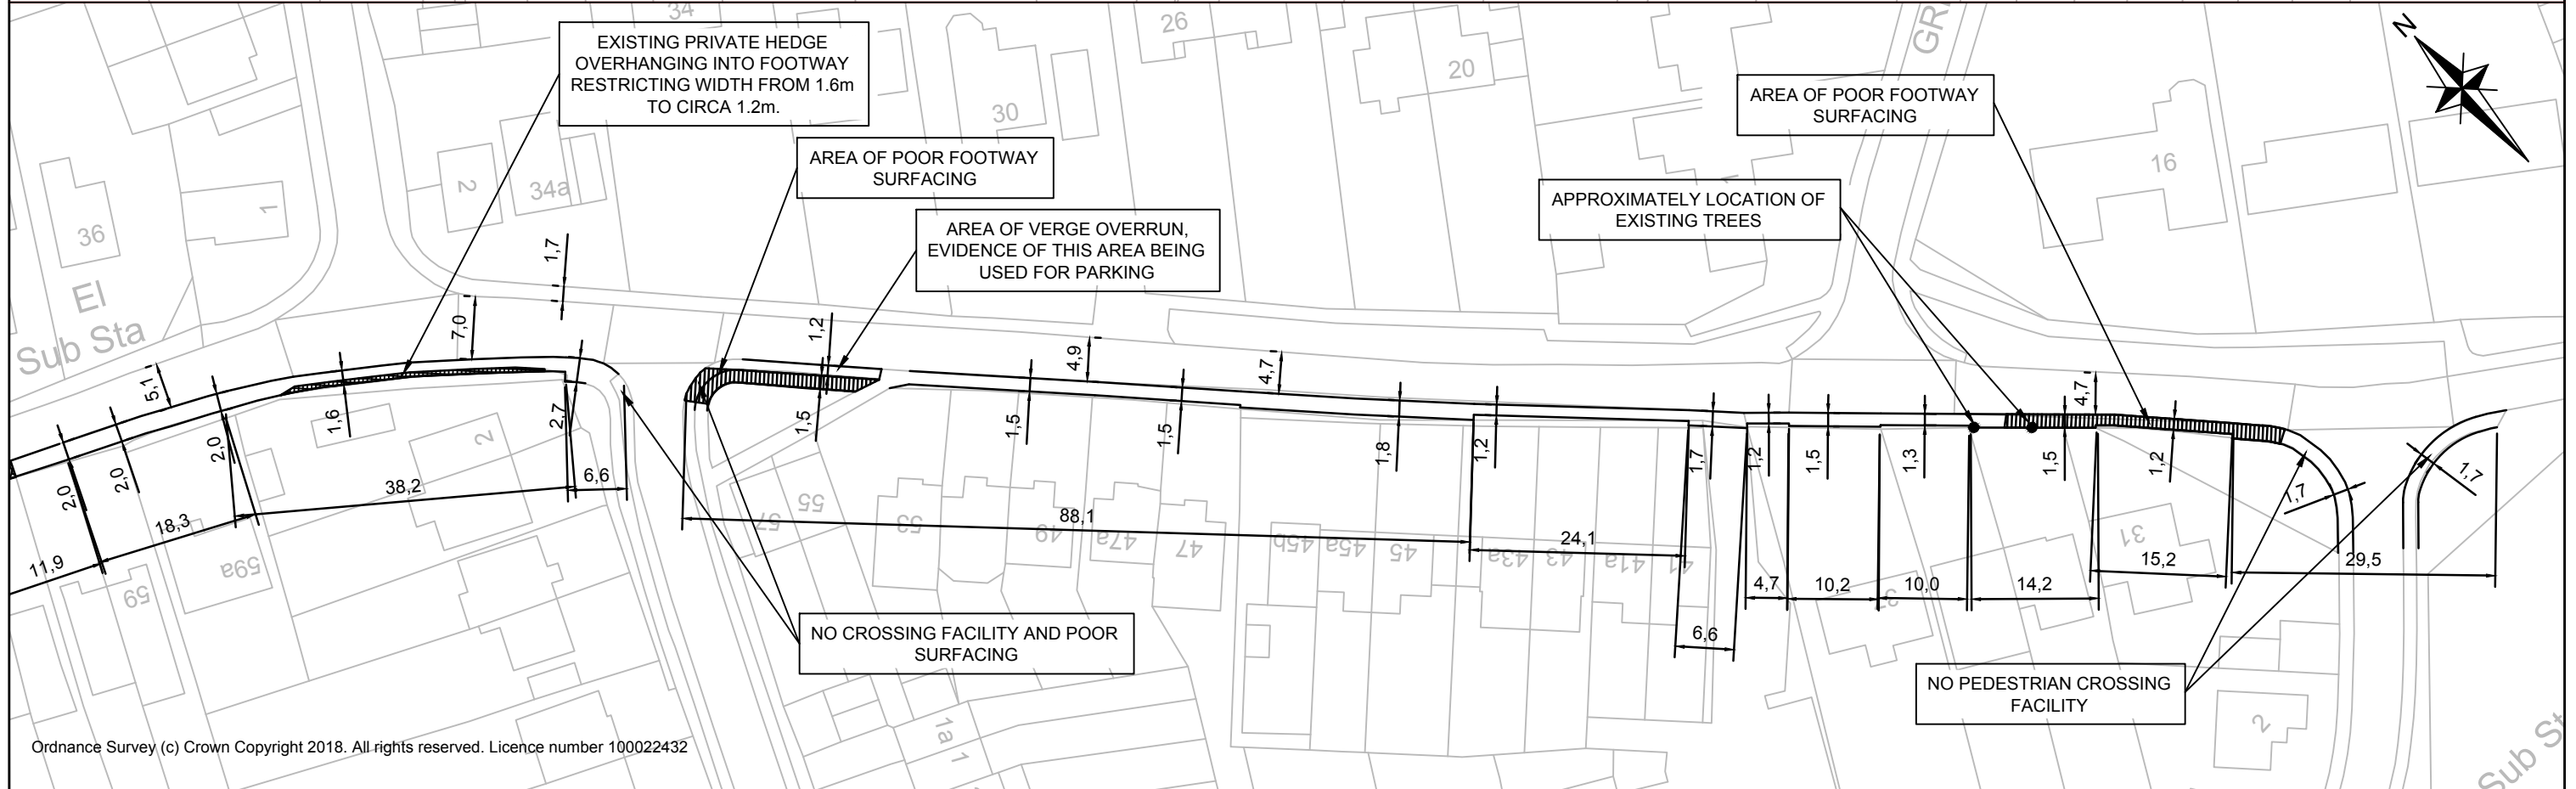 34
26
GR
N
EXISTING PRIVATE HEDGE
OVERHANGING INTO FOOTWAY
RESTRICTING WIDTH FROM 1.6m
TO CIRCA 1.2m.
20
30
AREA OF POOR FOOTWAY
SURFACING
AREA OF POOR FOOTWAY
SURFACING
16
2
34a
1
36
APPROXIMATELY LOCATION OF
EXISTING TREES
AREA OF VERGE OVERRUN,
EVIDENCE OF THIS AREA BEING
USED FOR PARKING
El
Sub Sta
1,7
7,0
1,2
4,9
4,7
4,7
5,1
1,6
2,7
1,5
1,5
1,5
1,8
1,2
1,7
1,2
1,5
1,3
1,5
1,2
1,7
1,7
2,0
2,0
2,0
38,2
6,6
18,3
11,9
88,1
24,1
6,6
4,7
10,2
10,0
14,2
15,2
29,5
2
59a
59
57
55
53
49
47a
47
45b
45a
45
43a
43
41a
41
31
NO CROSSING FACILITY AND POOR
SURFACING
NO PEDESTRIAN CROSSING
FACILITY
2
1a
1
Sub St
Ordnance Survey (c) Crown Copyright 2018. All rights reserved. Licence number 100022432